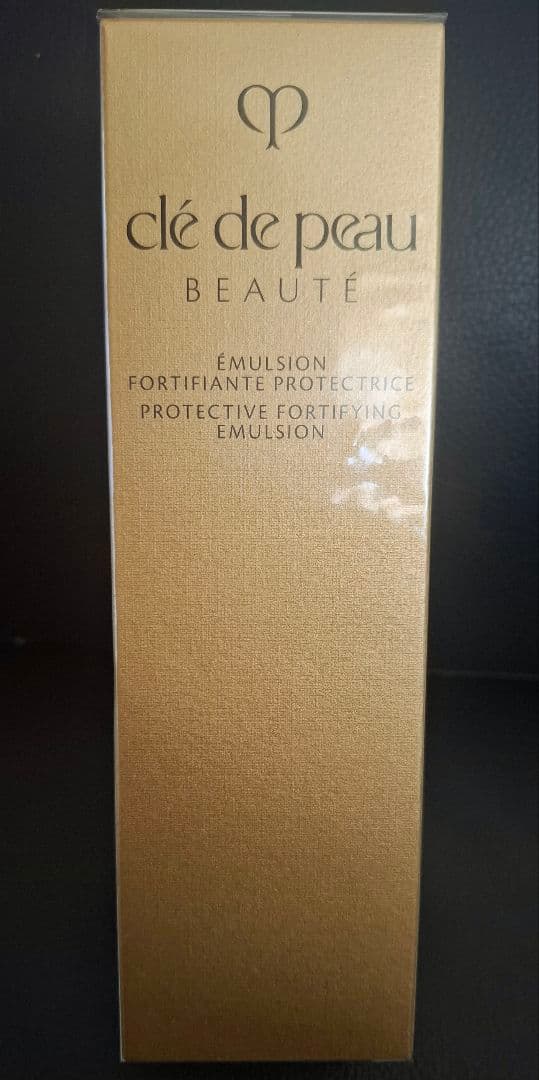 clé de peau
BEAUTÉ
ÉMULSION
FORTIFIANTE PROTECTRICE
PROTECTIVE FORTIFYING
EMULSION